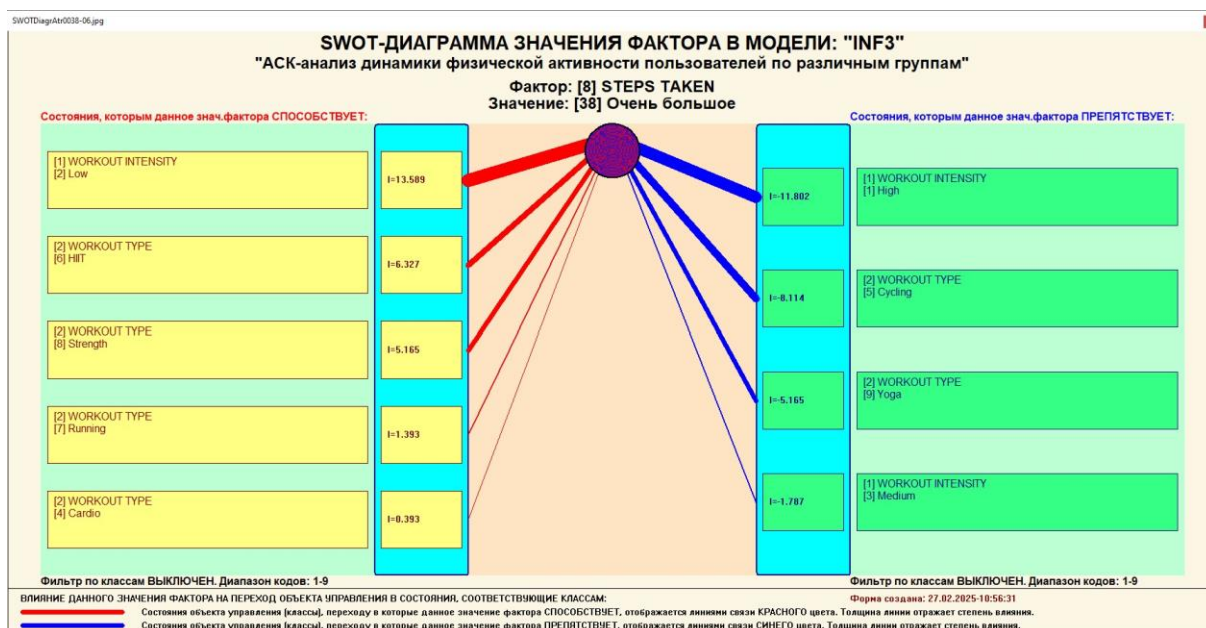 SWOTDiagrAtr0038-06.jpg
SWOT-ДИАГРАММА ЗНАЧЕНИЯ ФАКТОРА В МОДЕЛИ: "INF3"
"АСК-анализ динамики физической активности пользователей по различным группам"
Фактор: [8] STEPS TAKEN
Значение: [38] Очень большое
Состояния, которым данное знач.фактора СПОСОБСТВУЕТ:
[1] WORKOUT INTENSITY
[2] Low
I=13.589
[2] WORKOUT TYPE
[6] HIIT
I=6.327
[2] WORKOUT TYPE
[8] Strength
I=5.165
[2] WORKOUT TYPE
[7] Running
I=1.393
[2] WORKOUT TYPE
[4] Cardio
I=0.393
Фильтр по классам ВЫКЛЮЧЕН. Диапазон кодов: 1-9
Состояния, которым данное знач.фактора ПРЕПЯТСТВУЕТ:
I=-11.802
[1] WORKOUT INTENSITY
[1] High
I=-8.114
[2] WORKOUT TYPE
[5] Cycling
I=-5.165
[2] WORKOUT TYPE
[9] Yoga
I=-1.787
[1] WORKOUT INTENSITY
[3] Medium
Фильтр по классам ВЫКЛЮЧЕН. Диапазон кодов: 1-9
ВЛИЯНИЕ ДАННОГО ЗНАЧЕНИЯ ФАКТОРА НА ПЕРЕХОД ОБЪЕКТА УПРАВЛЕНИЯ В СОСТОЯНИЯ, СООТВЕТСТВУЮЩИЕ КЛАССАМ:
Форма создана: 27.02.2025-10:56:31
Состояния объекта управления (классы), переходу в которые данное значение фактора СПОСОБСТВУЕТ, отображается линиями связи КРАСНОГО цвета. Толщина линии отражает степень влияния.
Состояния объекта управления (классы), переходу в которые данное значение фактора ПРЕПЯТСТВУЕТ, отображается линиями связи СИНЕГО цвета. Толщина линии отражает степень влияния.